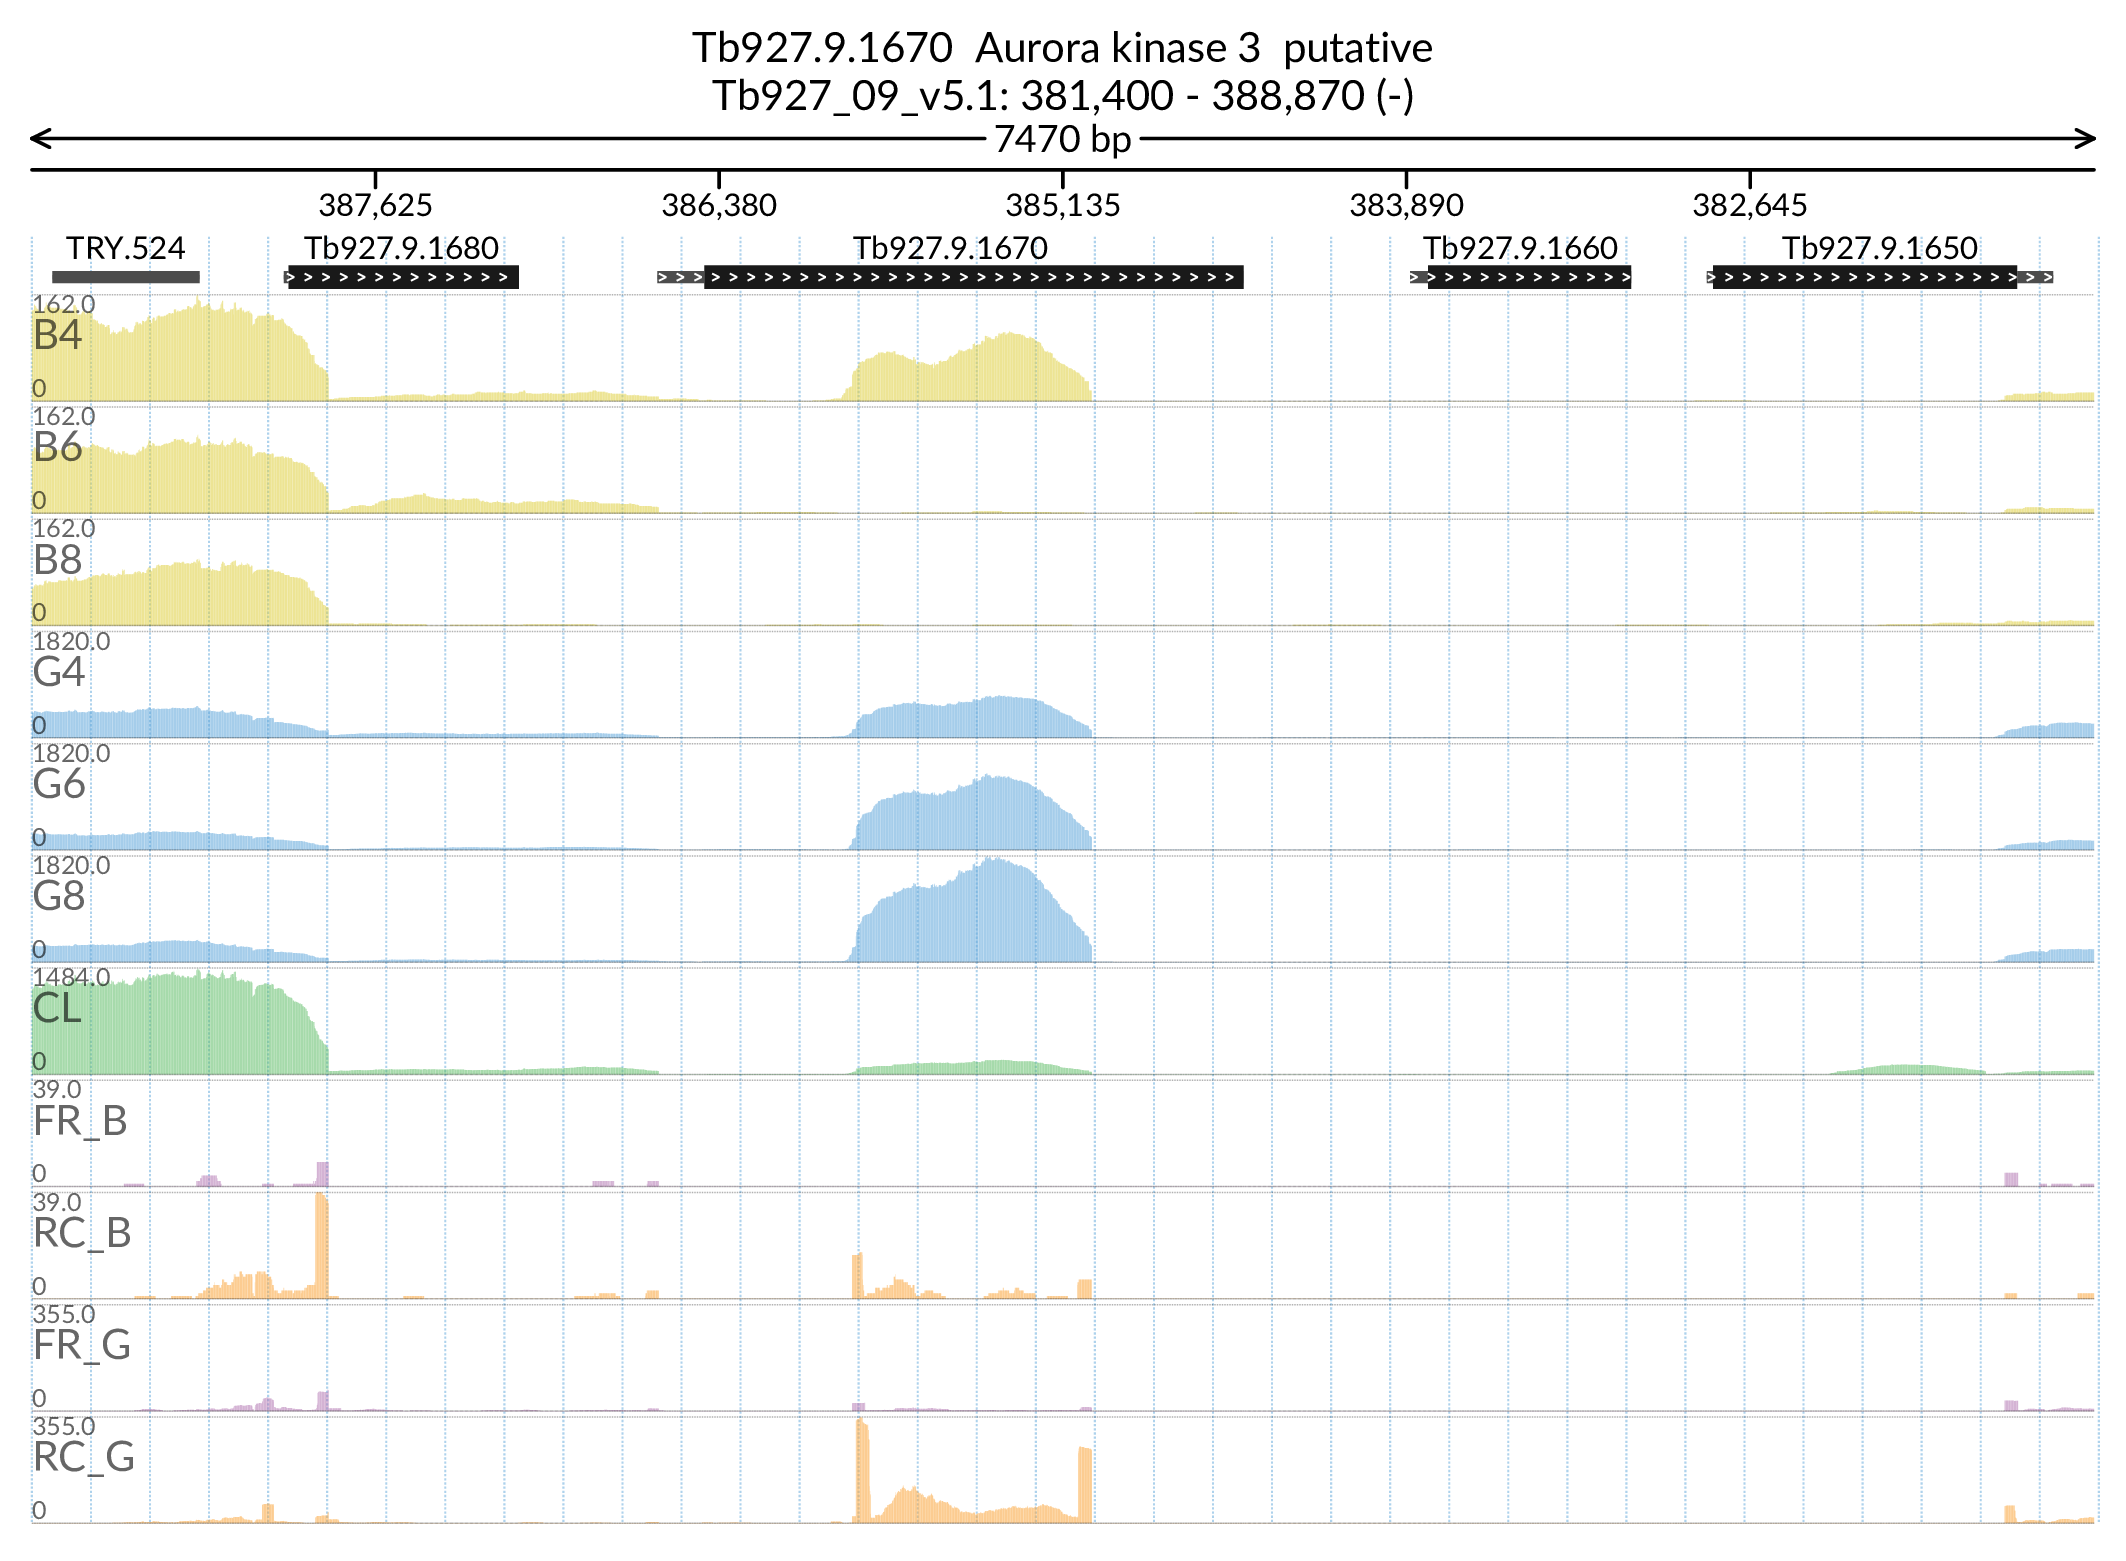 Tb927.9.1670  Aurora kinase 3  putative
Tb927_09_v5.1: 381,400 - 388,870 (-)
7470 bp
387,625 386,380 385,135 383,890 382,645
TRY.524 Tb927.9.1680 Tb927.9.1670 Tb927.9.1660 Tb927.9.1650
162.0
B4
0
162.0
B6
0
162.0
B8
0
1820.0
G4
0
1820.0
G6
0
1820.0
G8
0
1484.0
CL
0
39.0
FR_B
0
39.0
RC_B
0
355.0
FR_G
0
355.0
RC_G
0